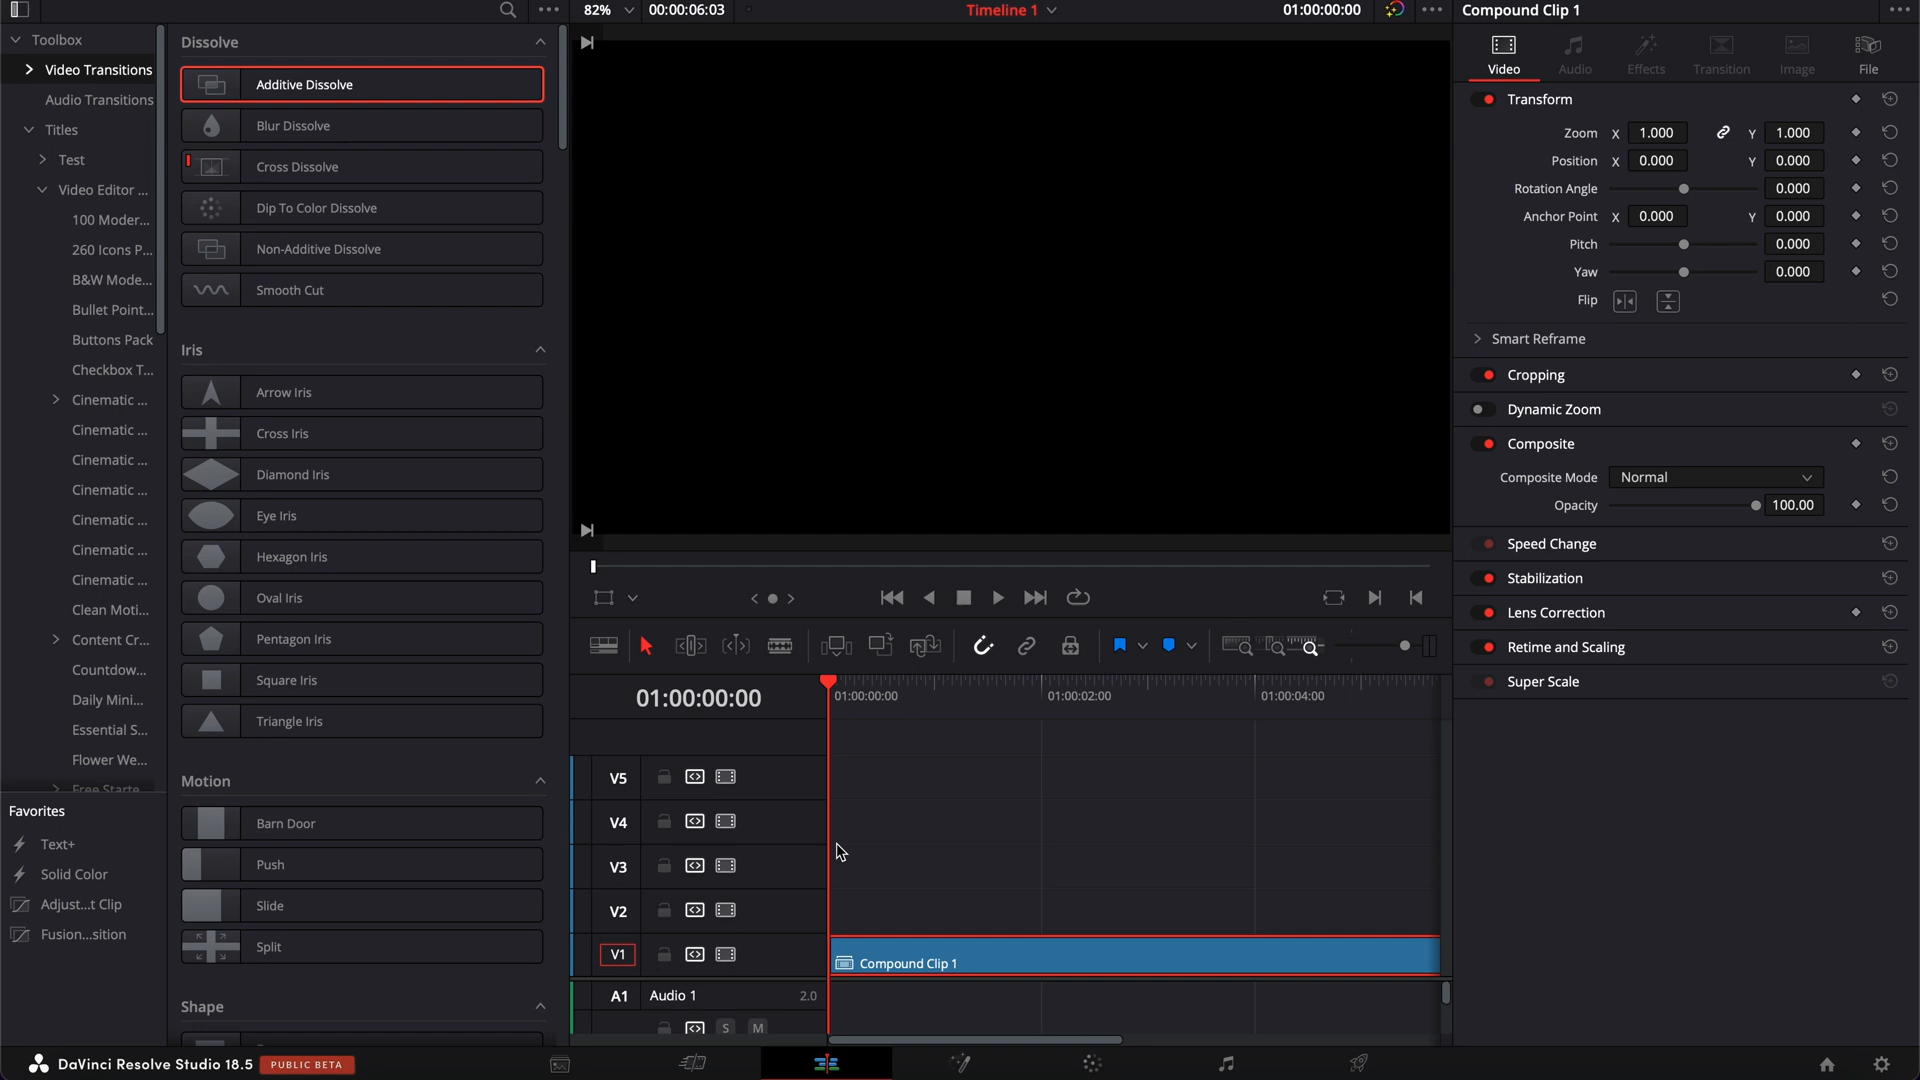 82%
00:00:06:03
Timeline 1
01:00:00:00
Compound Clip 1
Toolbox
Video Transitions
Audio Transitions
Titles
Test
Video Editor ...
100 Moder...
260 Icons P...
B&W Mode...
Bullet Point...
Buttons Pack
Checkbox T...
Cinematic ...
Cinematic ...
Cinematic ...
Cinematic ...
Cinematic ...
Cinematic ...
Cinematic ...
Clean Moti...
Content Cr...
Countdow...
Daily Mini...
Essential S...
Flower We...
Free Starte...
Favorites
Text+
Solid Color
Adjust...t Clip
Fusion...sition
Dissolve
Additive Dissolve
Blur Dissolve
Cross Dissolve
Dip To Color Dissolve
Non-Additive Dissolve
Smooth Cut
Iris
Arrow Iris
Cross Iris
Diamond Iris
Eye Iris
Hexagon Iris
Oval Iris
Pentagon Iris
Square Iris
Triangle Iris
Motion
Barn Door
Push
Slide
Split
Shape
01:00:00:00
01:00:00:00
01:00:02:00
01:00:04:00
V5
V4
V3
V2
V1
Compound Clip 1
A1 Audio 1 2.0
S M
Video
Audio
Effects
Transition
Image
File
Transform
Zoom X 1.000 Y 1.000
Position X 0.000 Y 0.000
Rotation Angle 0.000
Anchor Point X 0.000 Y 0.000
Pitch 0.000
Yaw 0.000
Flip
Smart Reframe
Cropping
Dynamic Zoom
Composite
Composite Mode Normal
Opacity 100.00
Speed Change
Stabilization
Lens Correction
Retime and Scaling
Super Scale
DaVinci Resolve Studio 18.5 PUBLIC BETA